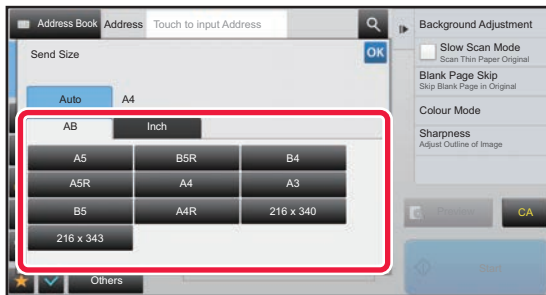 Address Book Address Touch to input Address
Send Size OK
Auto A4
AB Inch
A5 B5R B4
A5R A4 A3
B5 A4R 216 x 340
216 x 343
Others
Background Adjustment
Slow Scan Mode
Scan Thin Paper Original
Blank Page Skip
Skip Blank Page in Original
Colour Mode
Sharpness
Adjust Outline of Image
Preview CA
Start